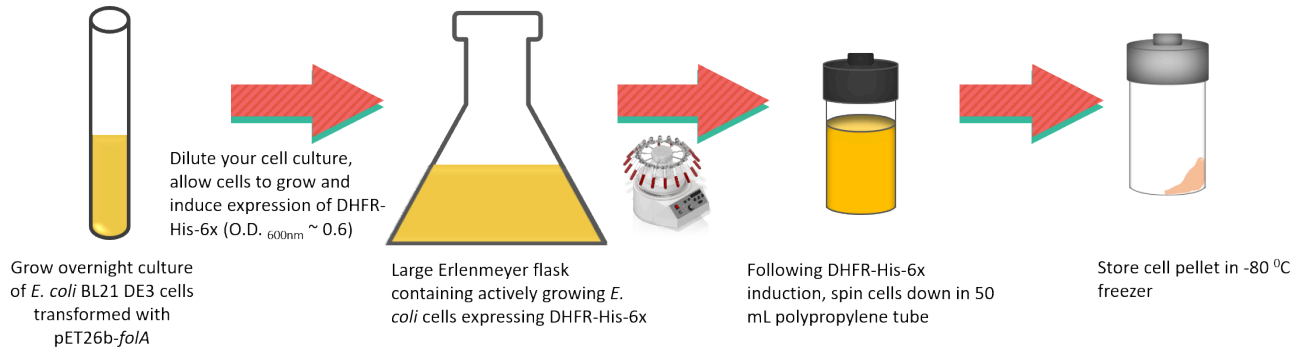 Dilute your cell culture,
allow cells to grow and
induce expression of DHFR-
His-6x (O.D. 600nm ~ 0.6)
Grow overnight culture
of E. coli BL21 DE3 cells
transformed with
pET26b-folA
Large Erlenmeyer flask
containing actively growing E.
coli cells expressing DHFR-His-6x
Following DHFR-His-6x
induction, spin cells down in 50
mL polypropylene tube
Store cell pellet in -80 ⁰C
freezer